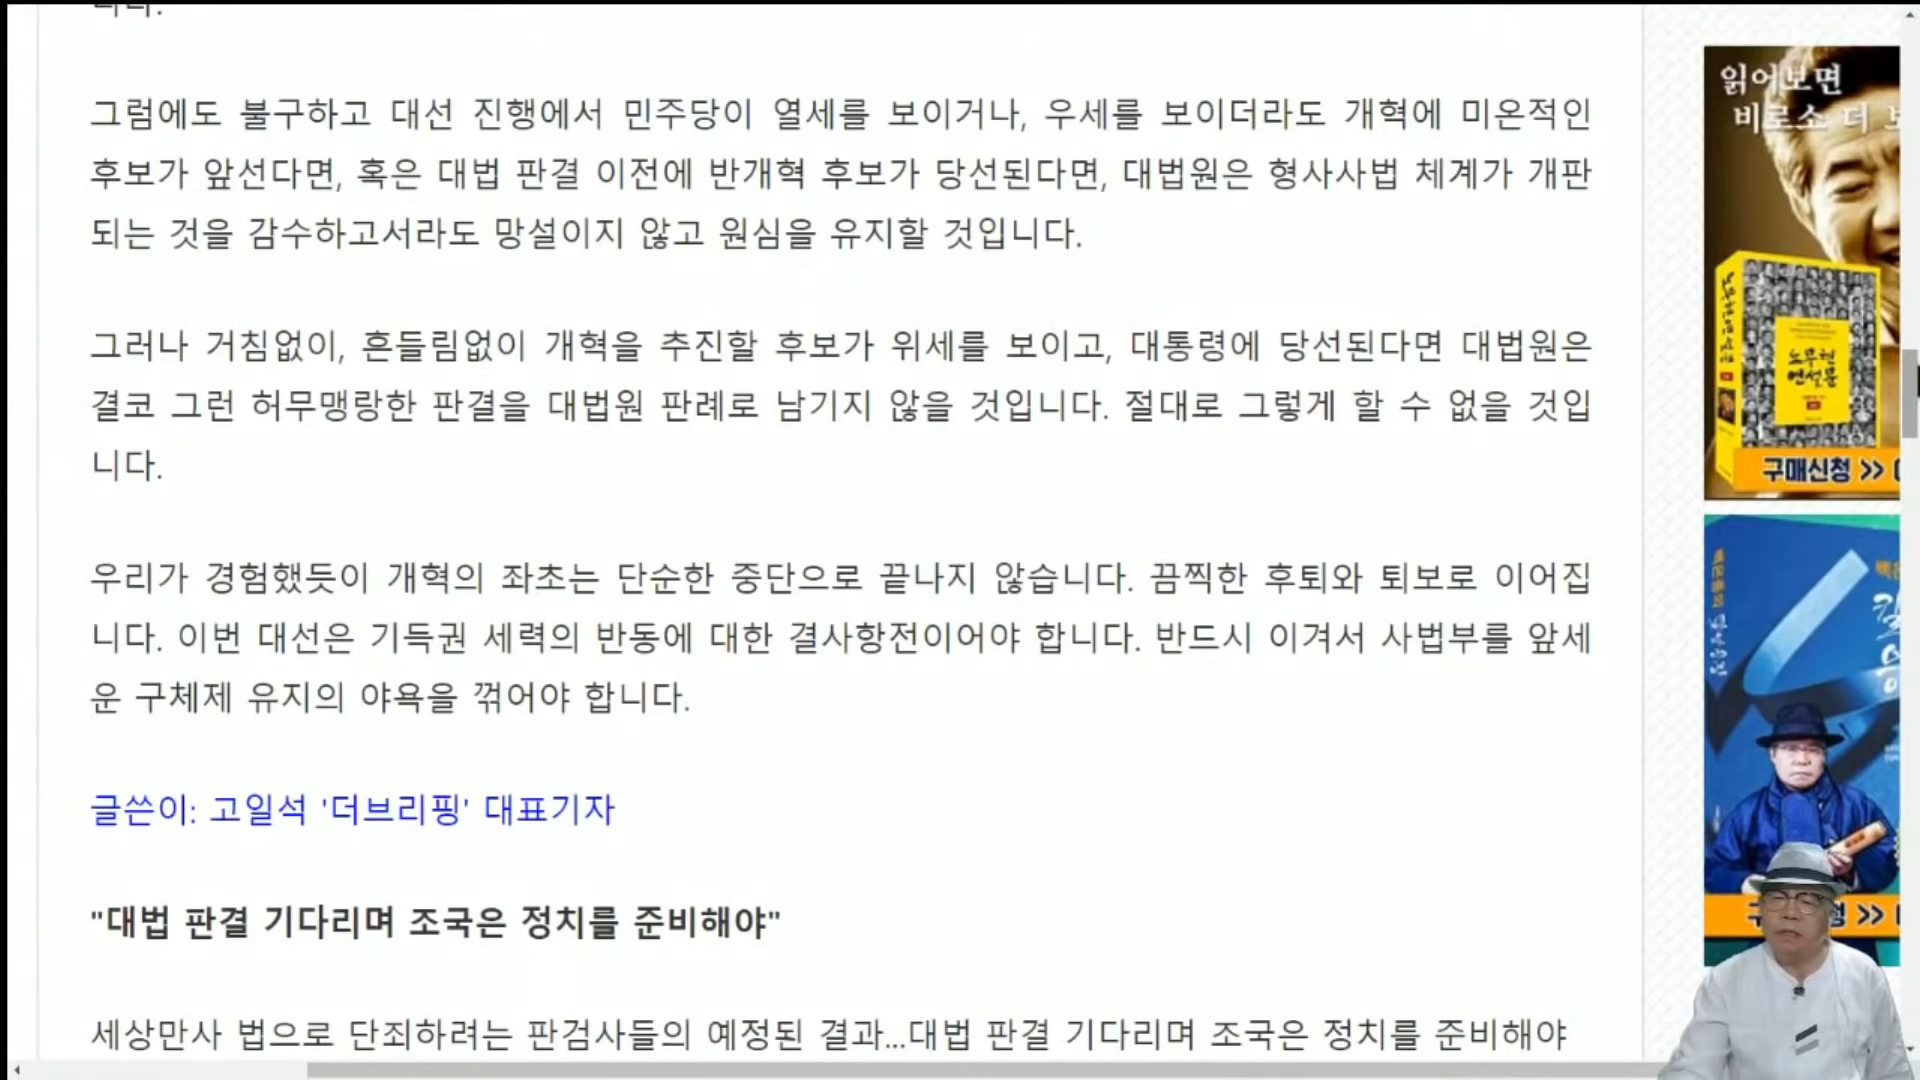 그럼에도 불구하고 대선 진행에서 민주당이 열세를 보이거나, 우세를 보이더라도 개혁에 미온적인
후보가 앞선다면, 혹은 대법 판결 이전에 반개혁 후보가 당선된다면, 대법원은 형사사법 체계가 개판
되는 것을 감수하고서라도 망설이지 않고 원심을 유지할 것입니다.
그러나 거침없이, 흔들림없이 개혁을 추진할 후보가 위세를 보이고, 대통령에 당선된다면 대법원은
결코 그런 허무맹랑한 판결을 대법원 판례로 남기지 않을 것입니다. 절대로 그렇게 할 수 없을 것입
니다.
우리가 경험했듯이 개혁의 좌초는 단순한 중단으로 끝나지 않습니다. 끔찍한 후퇴와 퇴보로 이어집
니다. 이번 대선은 기득권 세력의 반동에 대한 결사항전이어야 합니다. 반드시 이겨서 사법부를 앞세
운 구체제 유지의 야욕을 꺾어야 합니다.
글쓴이: 고일석 '더브리핑' 대표기자
"대법 판결 기다리며 조국은 정치를 준비해야"
세상만사 법으로 단죄하려는 판검사들의 예정된 결과...대법 판결 기다리며 조국은 정치를 준비해야
읽어보면
비로소 더
노무현
연설문
구매신청 >>